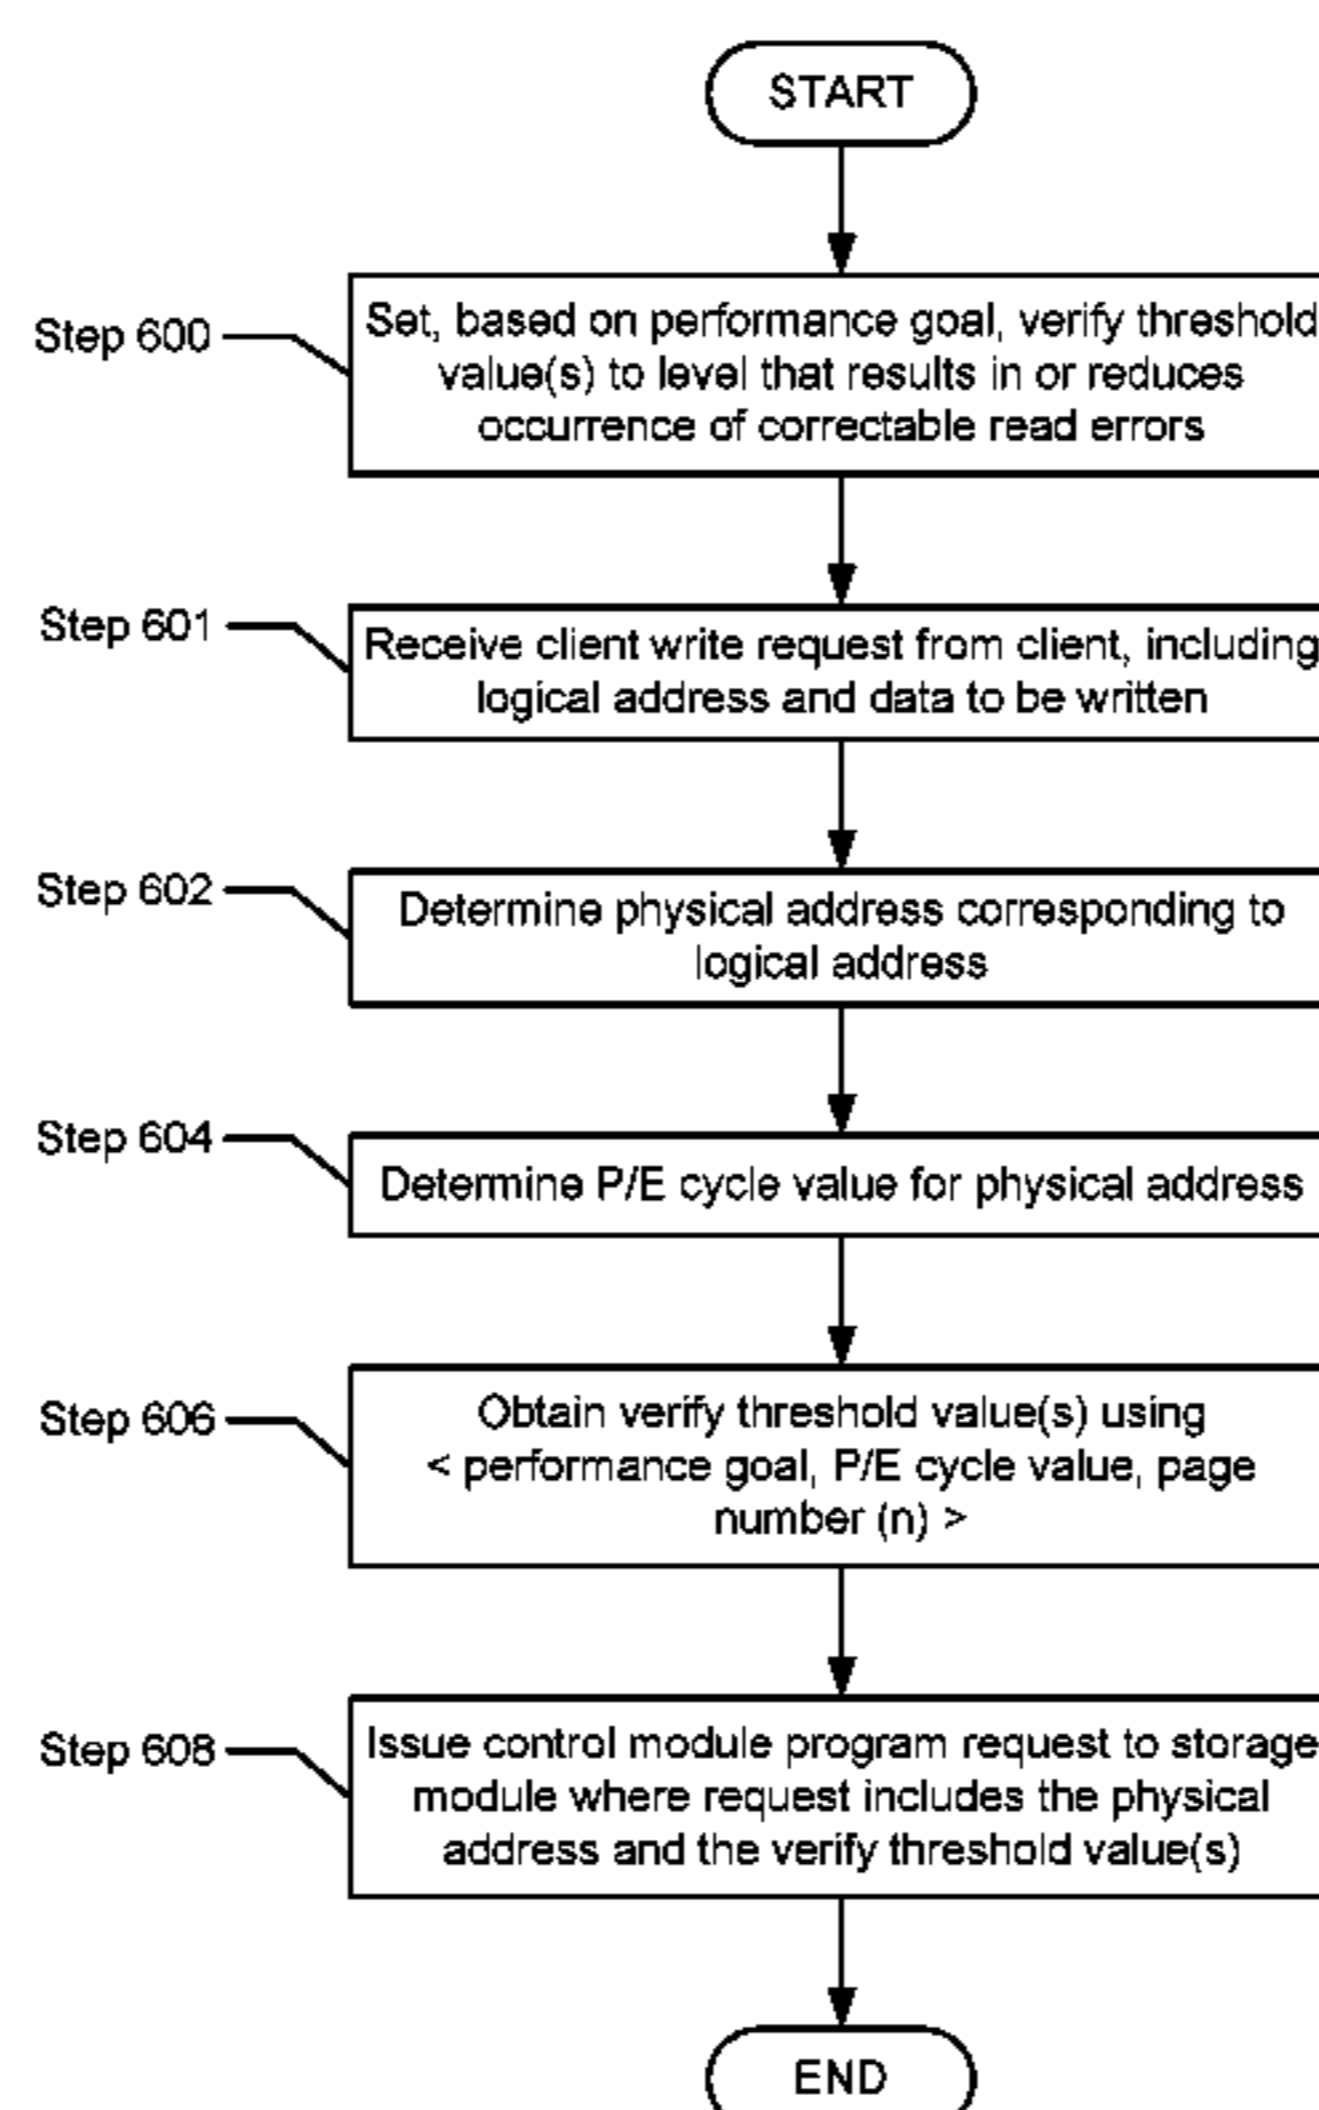 START
Step 600
Set, based on performance goal, verify threshold
value(s) to level that results in or reduces
occurrence of correctable read errors
Step 601
Receive client write request from client, including
logical address and data to be written
Step 602
Determine physical address corresponding to
logical address
Step 604
Determine P/E cycle value for physical address
Step 606
Obtain verify threshold value(s) using
< performance goal, P/E cycle value, page
number (n) >
Step 608
Issue control module program request to storage
module where request includes the physical
address and the verify threshold value(s)
END